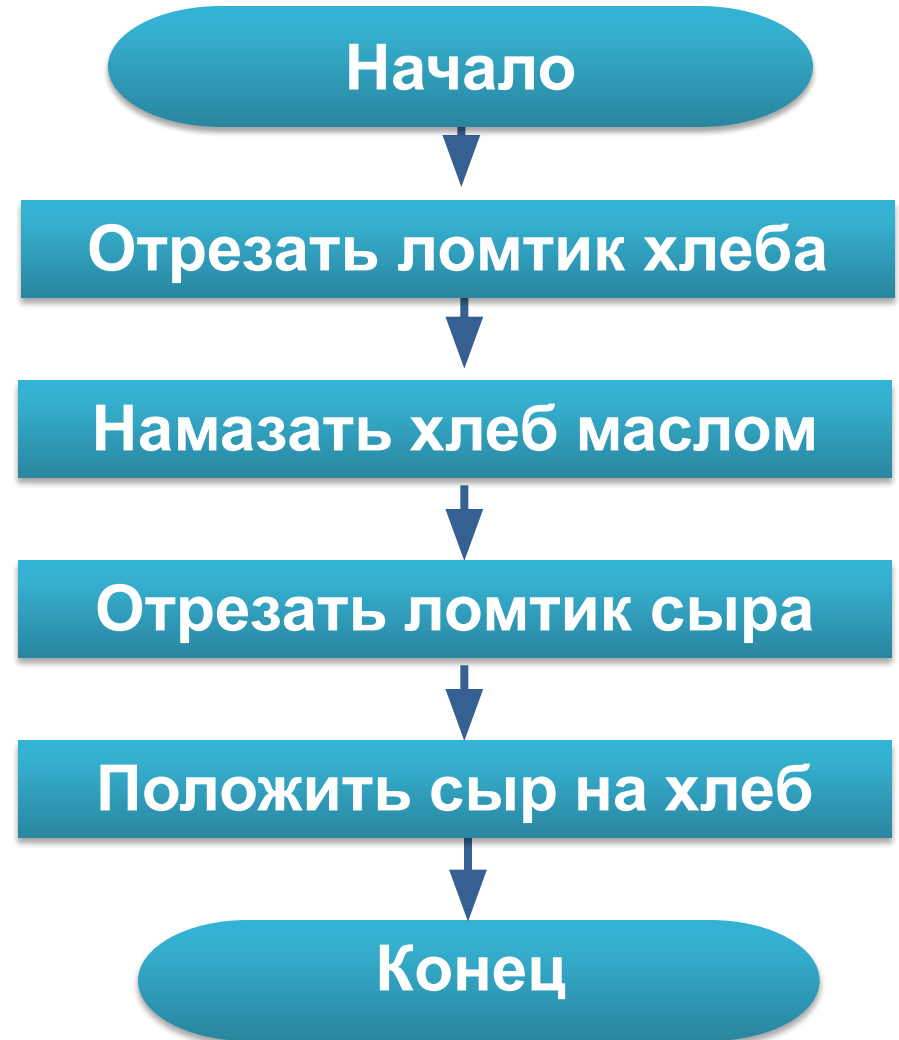 Начало
Отрезать ломтик хлеба
Намазать хлеб маслом
Отрезать ломтик сыра
Положить сыр на хлеб
Конец